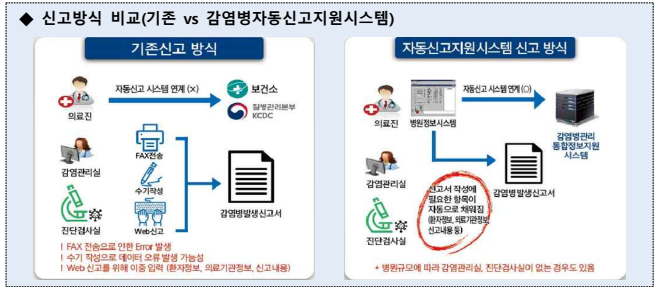 ◆ 신고방식 비교(기존 vs 감염병자동신고지원시스템)
기존신고 방식
자동신고 시스템 연계 (×)
의료진
보건소
질병관리본부
KCDC
감염관리실
FAX전송
수기작성
진단검사실
Web신고
감염병발생신고서
! FAX 전송으로 인한 Error 발생
! 수기 작성으로 데이터 오류 발생 가능성
! Web 신고를 위해 이중 입력 (환자정보, 의료기관정보, 신고내용)
자동신고지원시스템 신고 방식
자동신고 시스템 연계 (○)
의료진
병원정보시스템
감염병관리
통합정보지원
시스템
감염관리실
신고서 작성에
필요한 항목이
자동으로 채워짐
(환자정보, 의료기관정보,
신고내용 등)
감염병발생신고서
진단검사실
* 병원규모에 따라 감염관리실, 진단검사실이 없는 경우도 있음